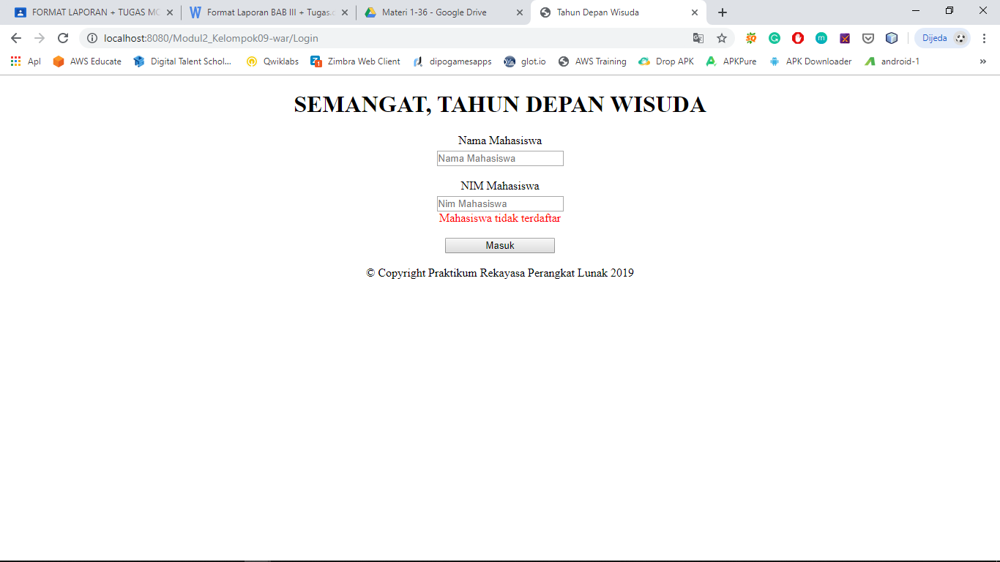 FORMAT LAPORAN + TUGAS MO
Format Laporan BAB III + Tugas.d
Materi 1-36 - Google Drive
Tahun Depan Wisuda
localhost:8080/Modul2_Kelompok09-war/Login
Dijeda
Apl
AWS Educate
Digital Talent Schol...
Qwiklabs
Zimbra Web Client
dipogamesapps
glot.io
AWS Training
Drop APK
APKPure
APK Downloader
android-1
»
SEMANGAT, TAHUN DEPAN WISUDA
Nama Mahasiswa
Nama Mahasiswa
NIM Mahasiswa
Nim Mahasiswa
Mahasiswa tidak terdaftar
Masuk
© Copyright Praktikum Rekayasa Perangkat Lunak 2019